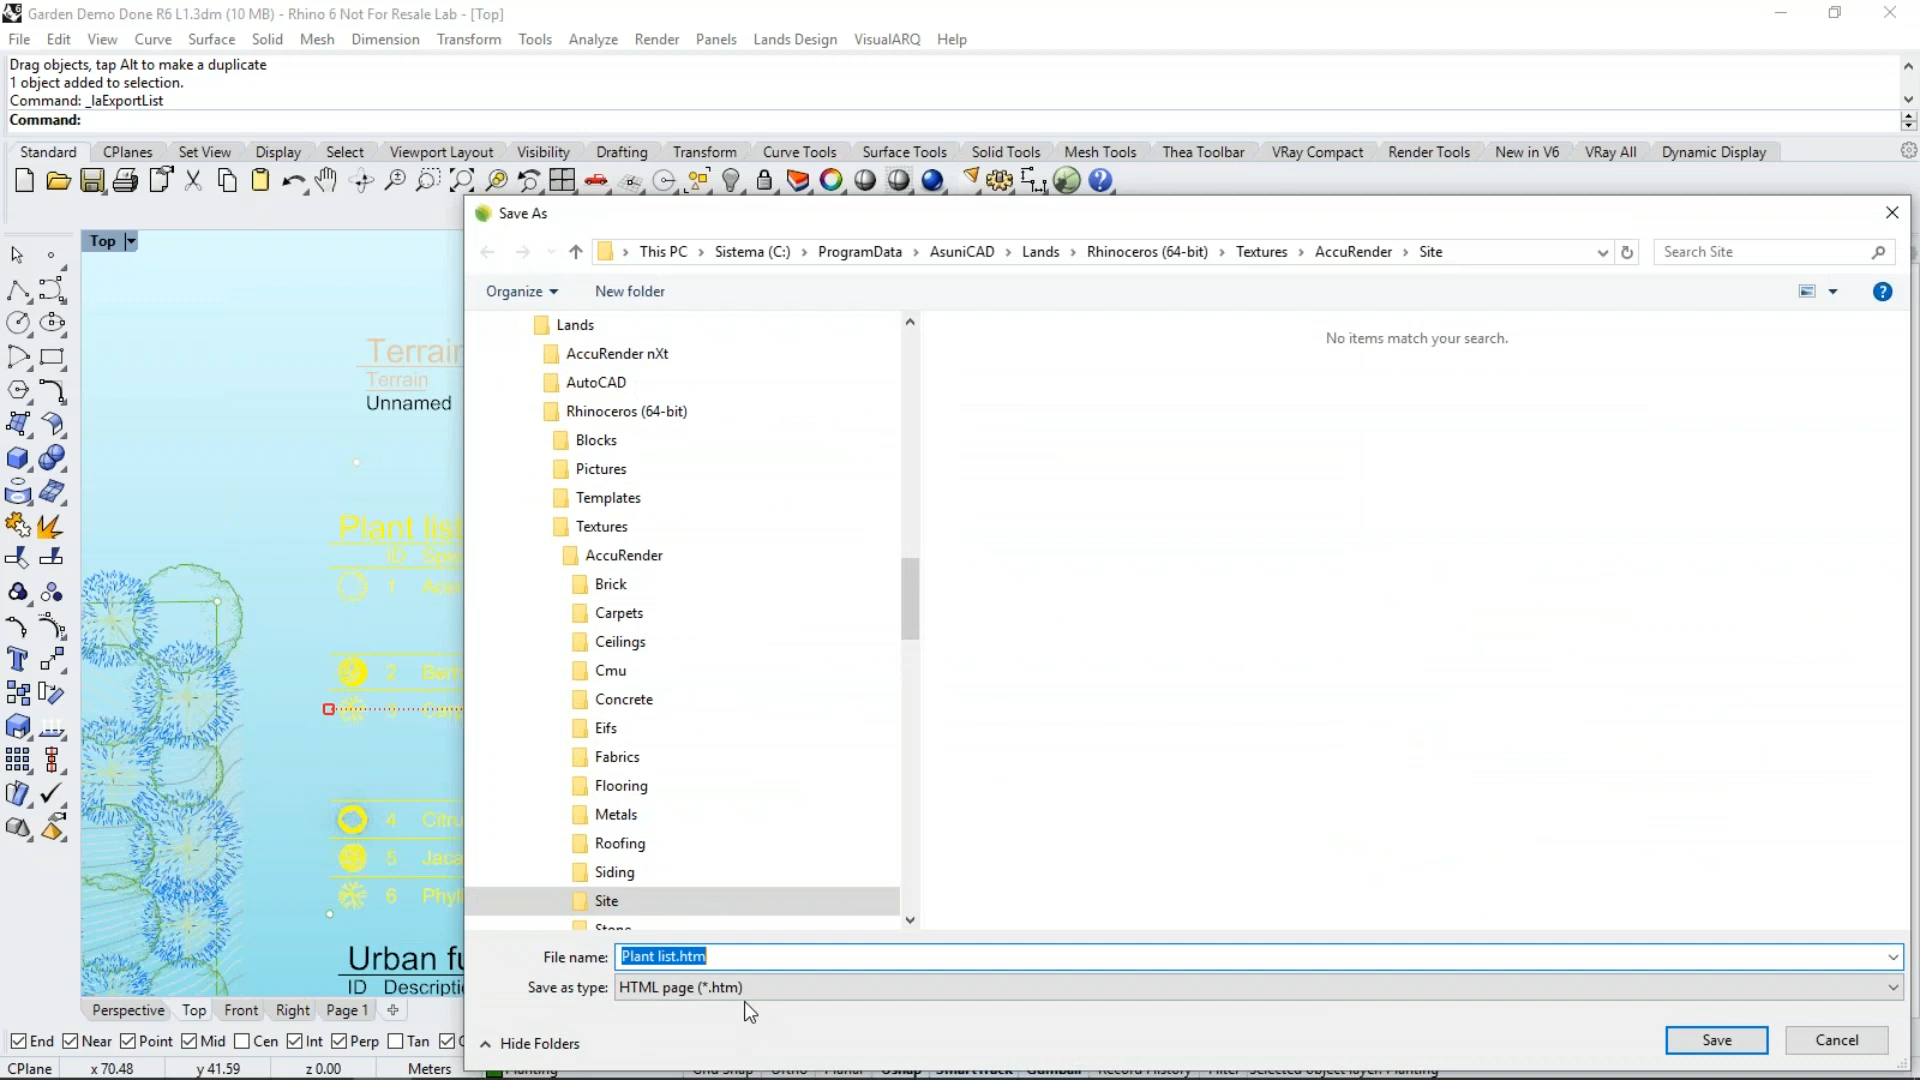 Garden Demo Done R6 L1.3dm (10 MB) - Rhino 6 Not For Resale Lab - [Top]
File Edit View Curve Surface Solid Mesh Dimension Transform Tools Analyze Render Panels Lands Design VisualARQ Help
Drag objects, tap Alt to make a duplicate
1 object added to selection.
Command: _laExportList
Command:
Standard CPlanes Set View Display Select Viewport Layout Visibility Drafting Transform Curve Tools Surface Tools Solid Tools Mesh Tools Thea Toolbar VRay Compact Render Tools New in V6 VRay All Dynamic Display
Save As
Top
This PC Sistema (C:) ProgramData AsuniCAD Lands Rhinoceros (64-bit) Textures AccuRender Site
Search Site
Organize New folder
Lands
No items match your search.
AccuRender nXt
Terrain
Terrain
AutoCAD
Unnamed
Rhinoceros (64-bit)
Blocks
Pictures
Templates
Plant list
Textures
ID
AccuRender
1
Brick
Carpets
Ceilings
2
Cmu
Concrete
3
Eifs
Fabrics
Flooring
Metals
4
Roofing
5
Siding
6
Site
Urban
File name: Plant list.htm
ID
Save as type: HTML page (*.htm)
Perspective Top Front Right Page 1
Hide Folders
Save Cancel
End Near Point Mid Cen Int Perp Tan
CPlane x 70.48 y 41.59 z 0.00 Meters